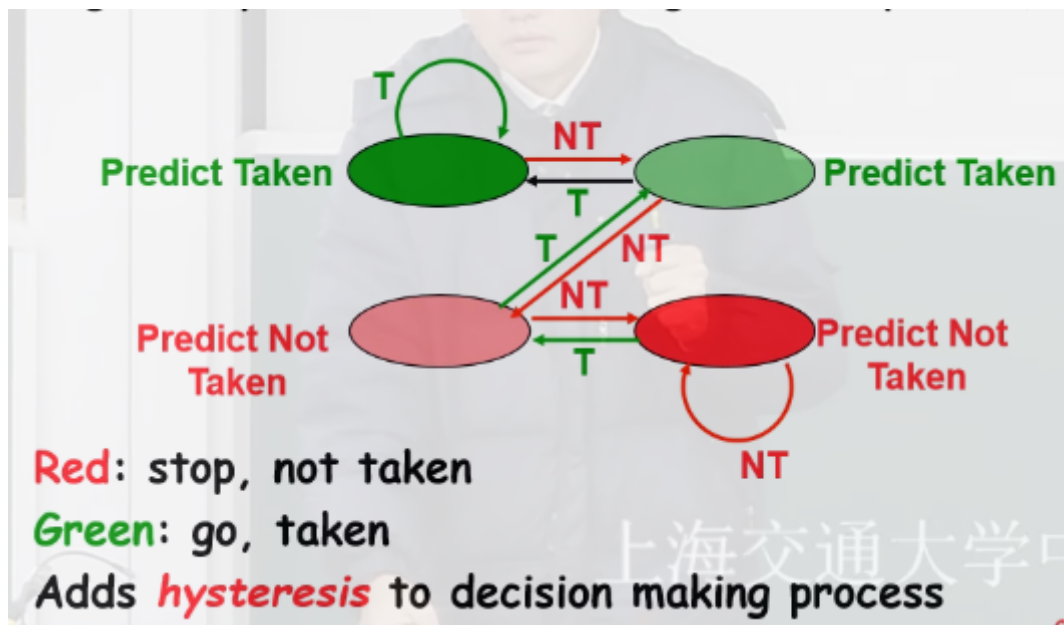 T
NT
Predict Taken
Predict Taken
T
T
NT
NT
Predict Not
Taken
Predict Not
Taken
T
NT
Red: stop, not taken
Green: go, taken
上海交通大学
Adds hysteresis to decision making process